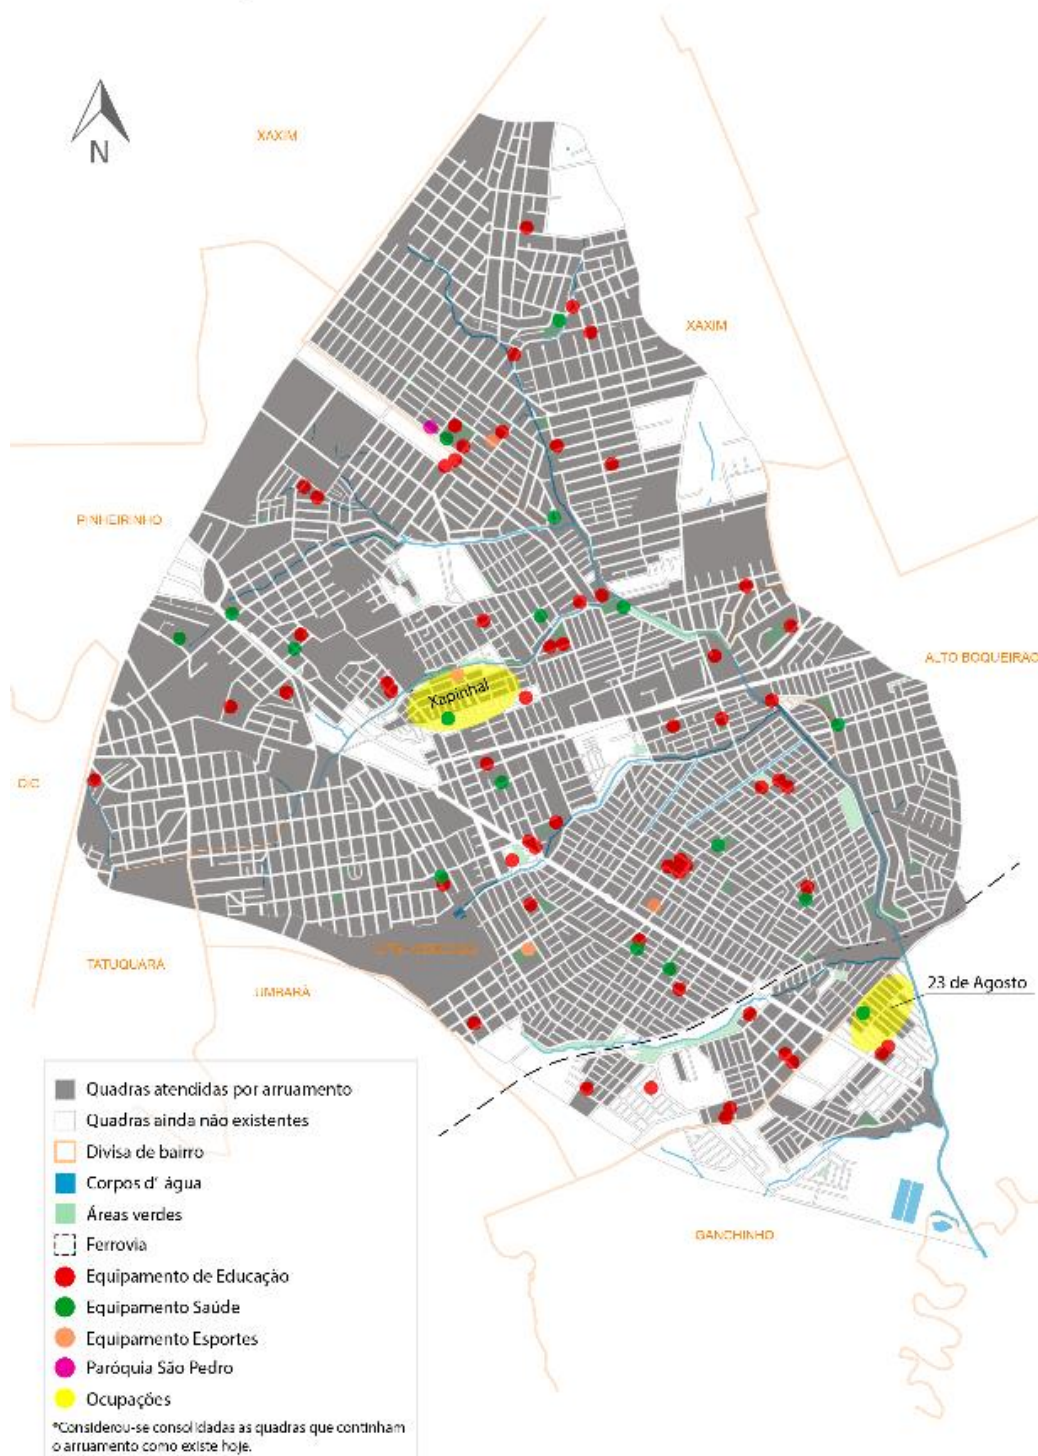 N
XAXIM
XAXIM
PINHEIRINHO
ALTO BOQUEIRÃO
Xapinhal
CIC
TATUQUARA
UMBARÁ
23 de Agosto
GANCHINHO
Quadras atendidas por arruamento
Quadras ainda não existentes
Divisa de bairro
Corpos d' água
Áreas verdes
Ferrovia
Equipamento de Educação
Equipamento Saúde
Equipamento Esportes
Paróquia São Pedro
Ocupações
*Considerou-se consolidadas as quadras que continham
o arruamento como existe hoje.